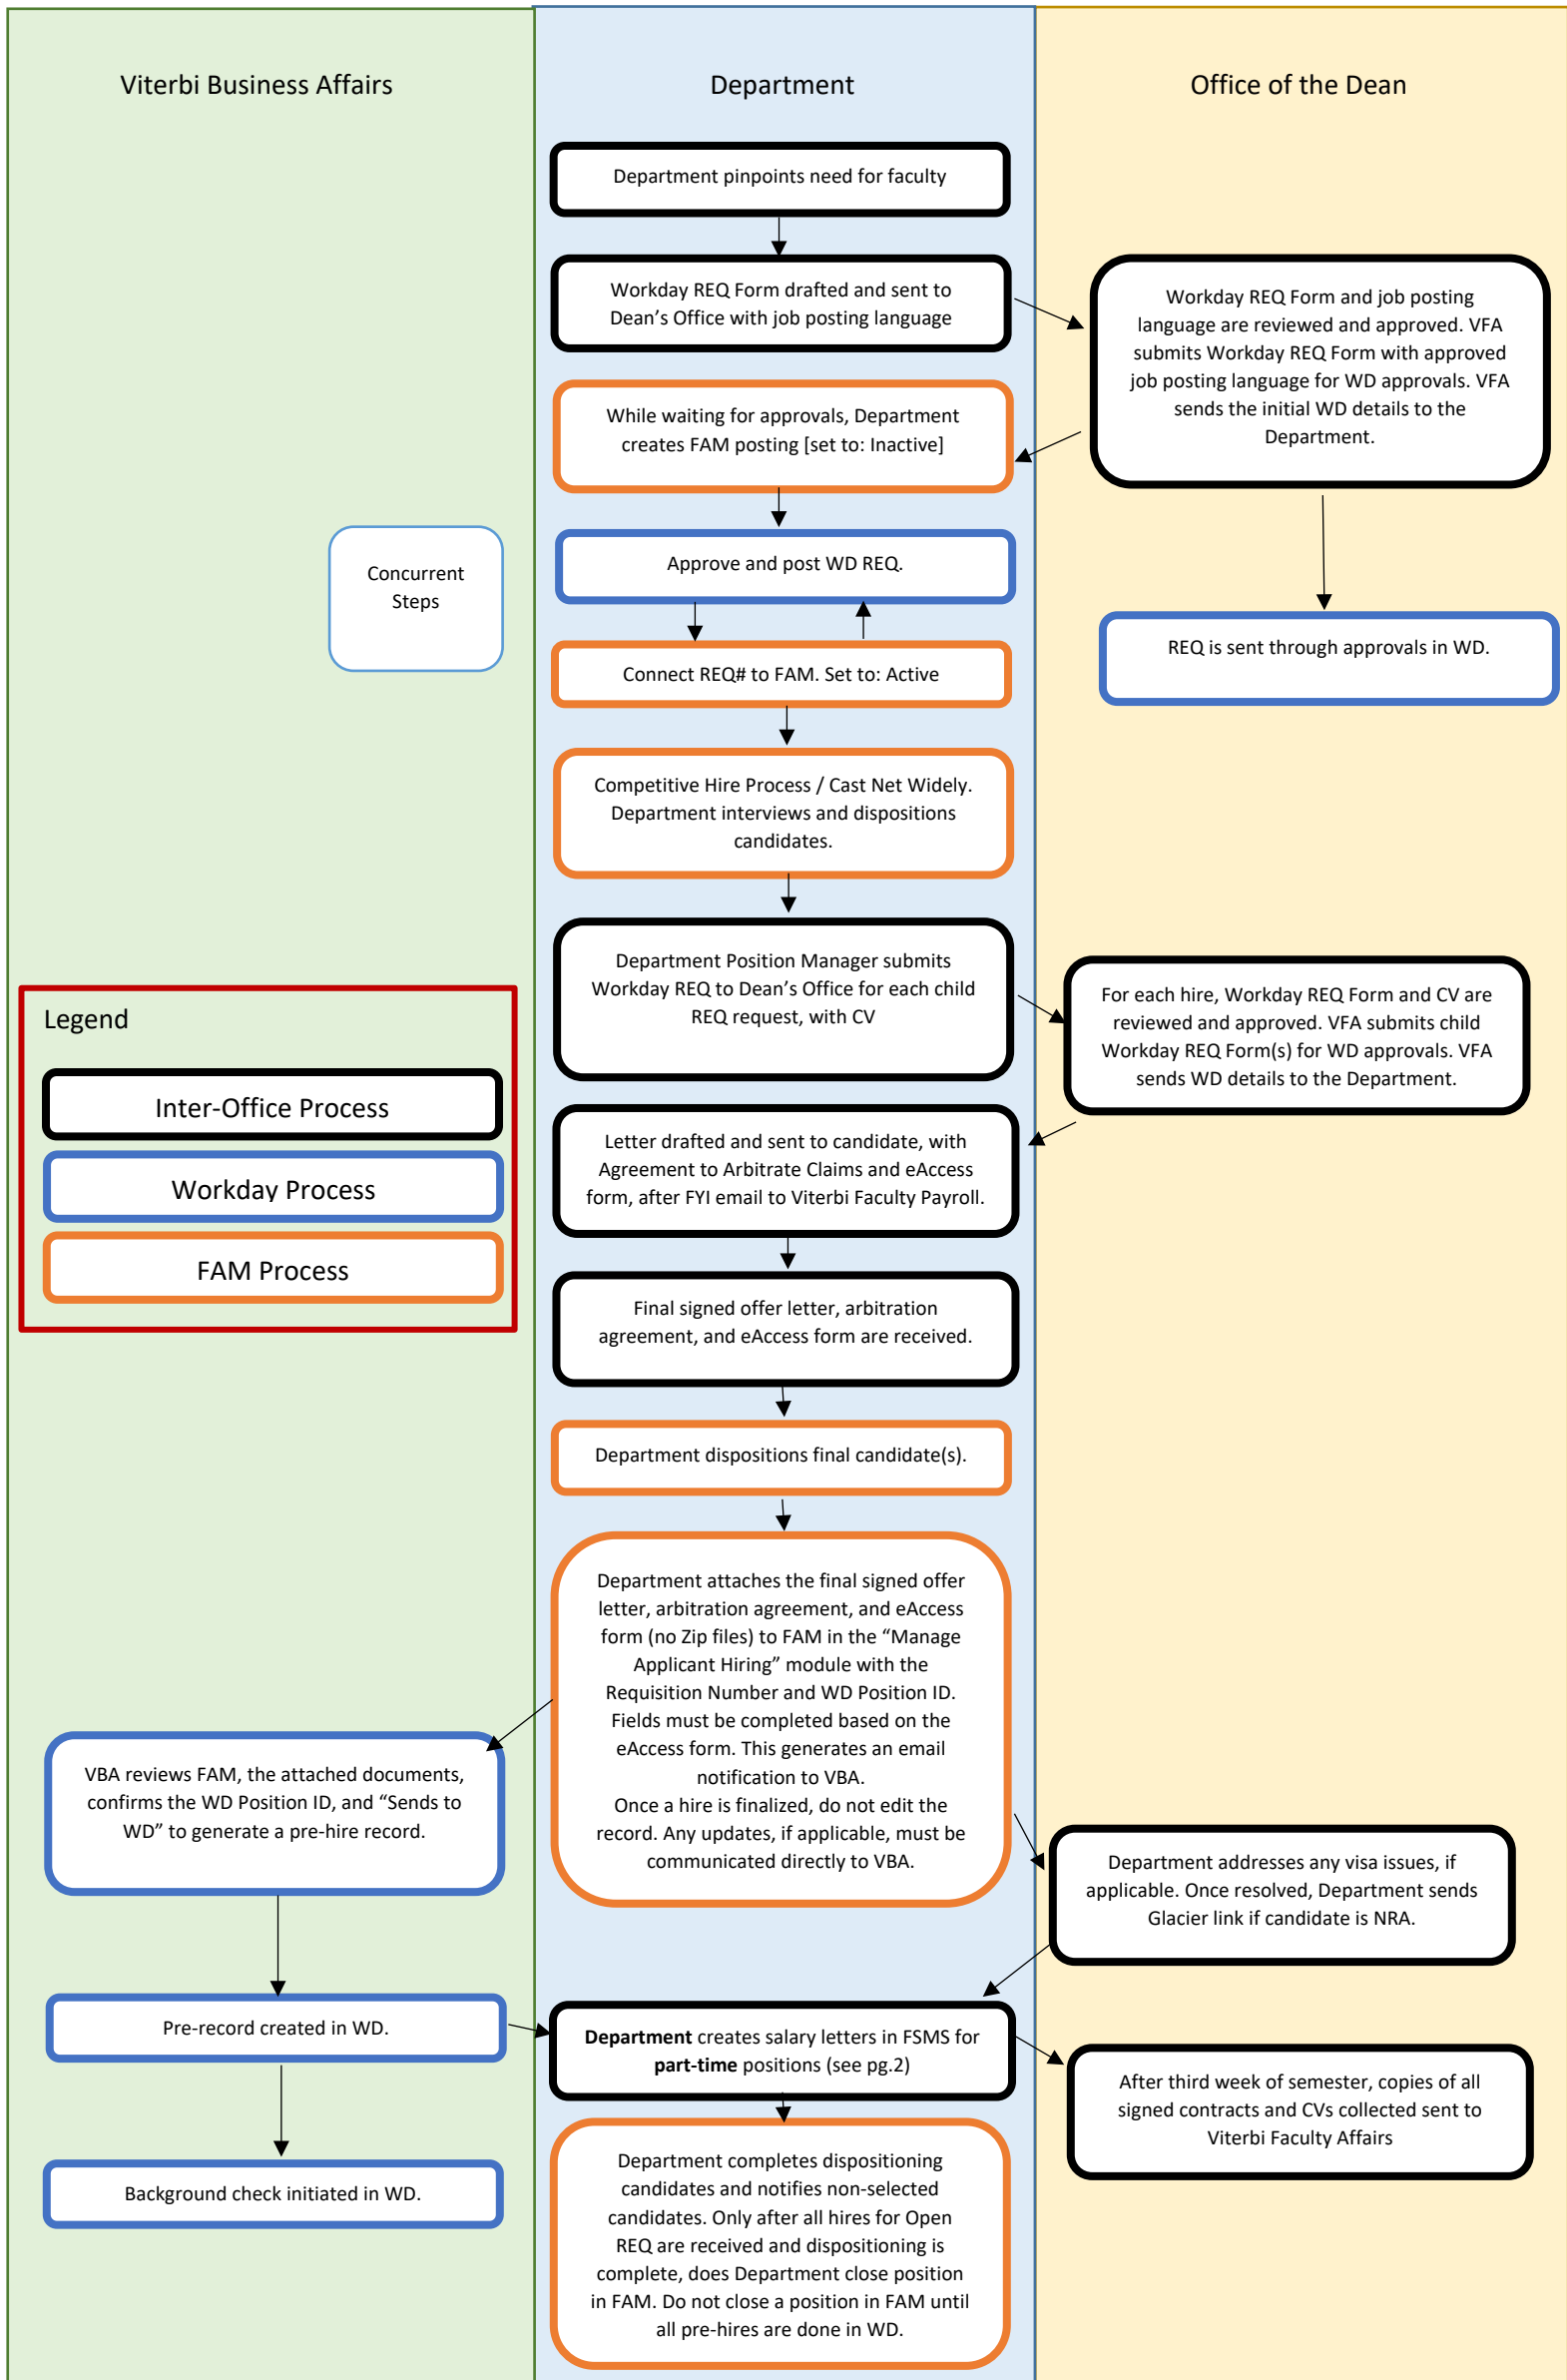 Viterbi Business Affairs
Department
Office of the Dean
Department pinpoints need for faculty
Workday REQ Form drafted and sent to
Dean’s Office with job posting language
Workday REQ Form and job posting
language are reviewed and approved. VFA
submits Workday REQ Form with approved
job posting language for WD approvals. VFA
sends the initial WD details to the
Department.
While waiting for approvals, Department
creates FAM posting [set to: Inactive]
Concurrent
Steps
Approve and post WD REQ.
REQ is sent through approvals in WD.
Connect REQ# to FAM. Set to: Active
Competitive Hire Process / Cast Net Widely.
Department interviews and dispositions
candidates.
Department Position Manager submits
Workday REQ to Dean’s Office for each child
REQ request, with CV
For each hire, Workday REQ Form and CV are
reviewed and approved. VFA submits child
Workday REQ Form(s) for WD approvals. VFA
sends WD details to the Department.
Legend
Inter-Office Process
Workday Process
FAM Process
Letter drafted and sent to candidate, with
Agreement to Arbitrate Claims and eAccess
form, after FYI email to Viterbi Faculty Payroll.
Final signed offer letter, arbitration
agreement, and eAccess form are received.
Department dispositions final candidate(s).
Department attaches the final signed offer
letter, arbitration agreement, and eAccess
form (no Zip files) to FAM in the “Manage
Applicant Hiring” module with the
Requisition Number and WD Position ID.
Fields must be completed based on the
eAccess form. This generates an email
notification to VBA.
Once a hire is finalized, do not edit the
record. Any updates, if applicable, must be
communicated directly to VBA.
VBA reviews FAM, the attached documents,
confirms the WD Position ID, and “Sends to
WD” to generate a pre-hire record.
Department addresses any visa issues, if
applicable. Once resolved, Department sends
Glacier link if candidate is NRA.
Pre-record created in WD.
Department creates salary letters in FSMS for
part-time positions (see pg.2)
After third week of semester, copies of all
signed contracts and CVs collected sent to
Viterbi Faculty Affairs
Background check initiated in WD.
Department completes dispositioning
candidates and notifies non-selected
candidates. Only after all hires for Open
REQ are received and dispositioning is
complete, does Department close position
in FAM. Do not close a position in FAM until
all pre-hires are done in WD.